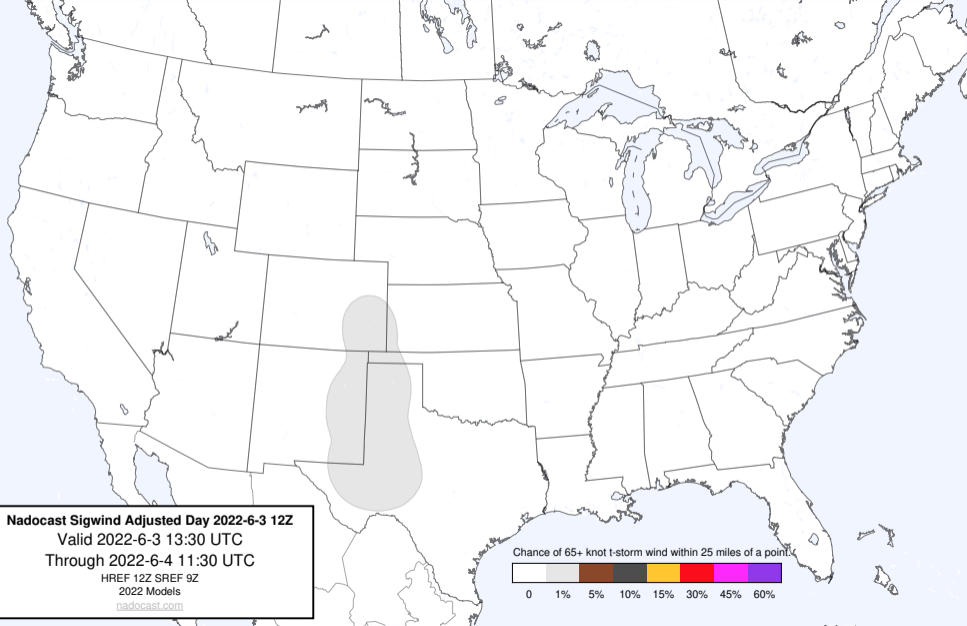 Nadocast Sigwind Adjusted Day 2022-6-3 12Z
Valid 2022-6-3 13:30 UTC
Through 2022-6-4 11:30 UTC
HREF 12Z SREF 9Z
2022 Models
nadocast.com
Chance of 65+ knot t-storm wind within 25 miles of a point.
0 1% 5% 10% 15% 30% 45% 60%